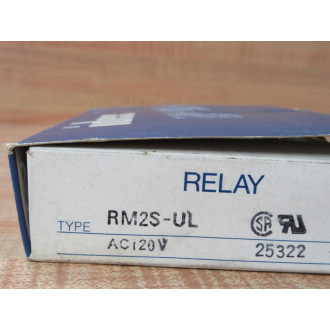 RELAY
TYPE RM2S-UL
AC120V 25322